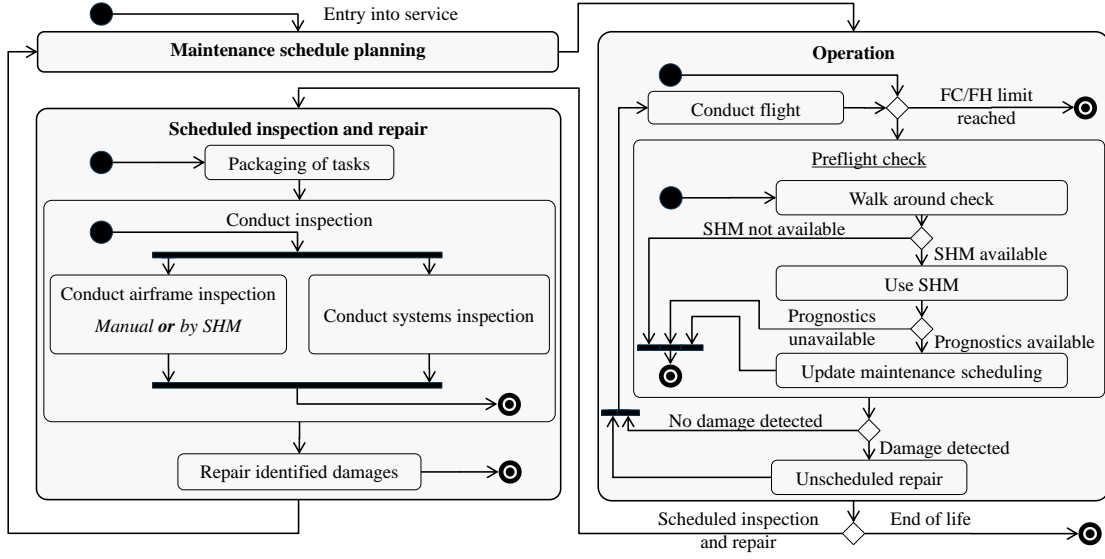 Entry into service
Maintenance schedule planning
Scheduled inspection and repair
Packaging of tasks
Conduct inspection
Conduct airframe inspection
Manual or by SHM
Conduct systems inspection
Repair identified damages
Operation
Conduct flight
FC/FH limit
reached
Preflight check
Walk around check
SHM not available
SHM available
Use SHM
Prognostics
unavailable
Prognostics available
Update maintenance scheduling
No damage detected
Damage detected
Unscheduled repair
Scheduled inspection
and repair
End of life